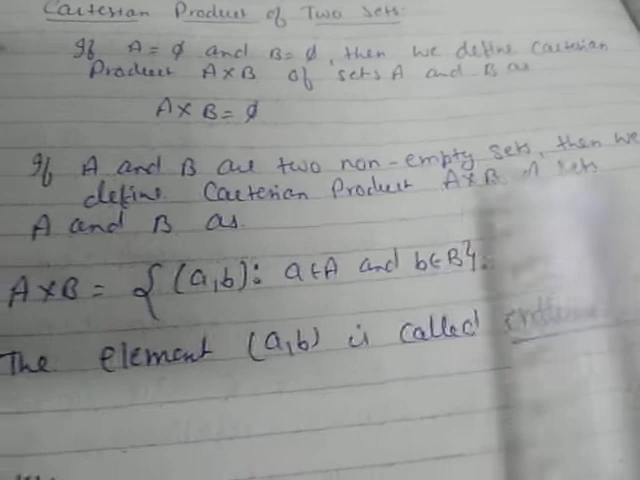 Cartesian Product of Two Sets.
If A = ∅ and B = ∅, then we define Cartesian
Product A×B of sets A and B as
A × B = ∅
If A and B are two non-empty sets, then we
define Cartesian Product A×B of sets
A and B as
A×B = { (a,b): a∈A and b∈B}.
The element (a,b) is called